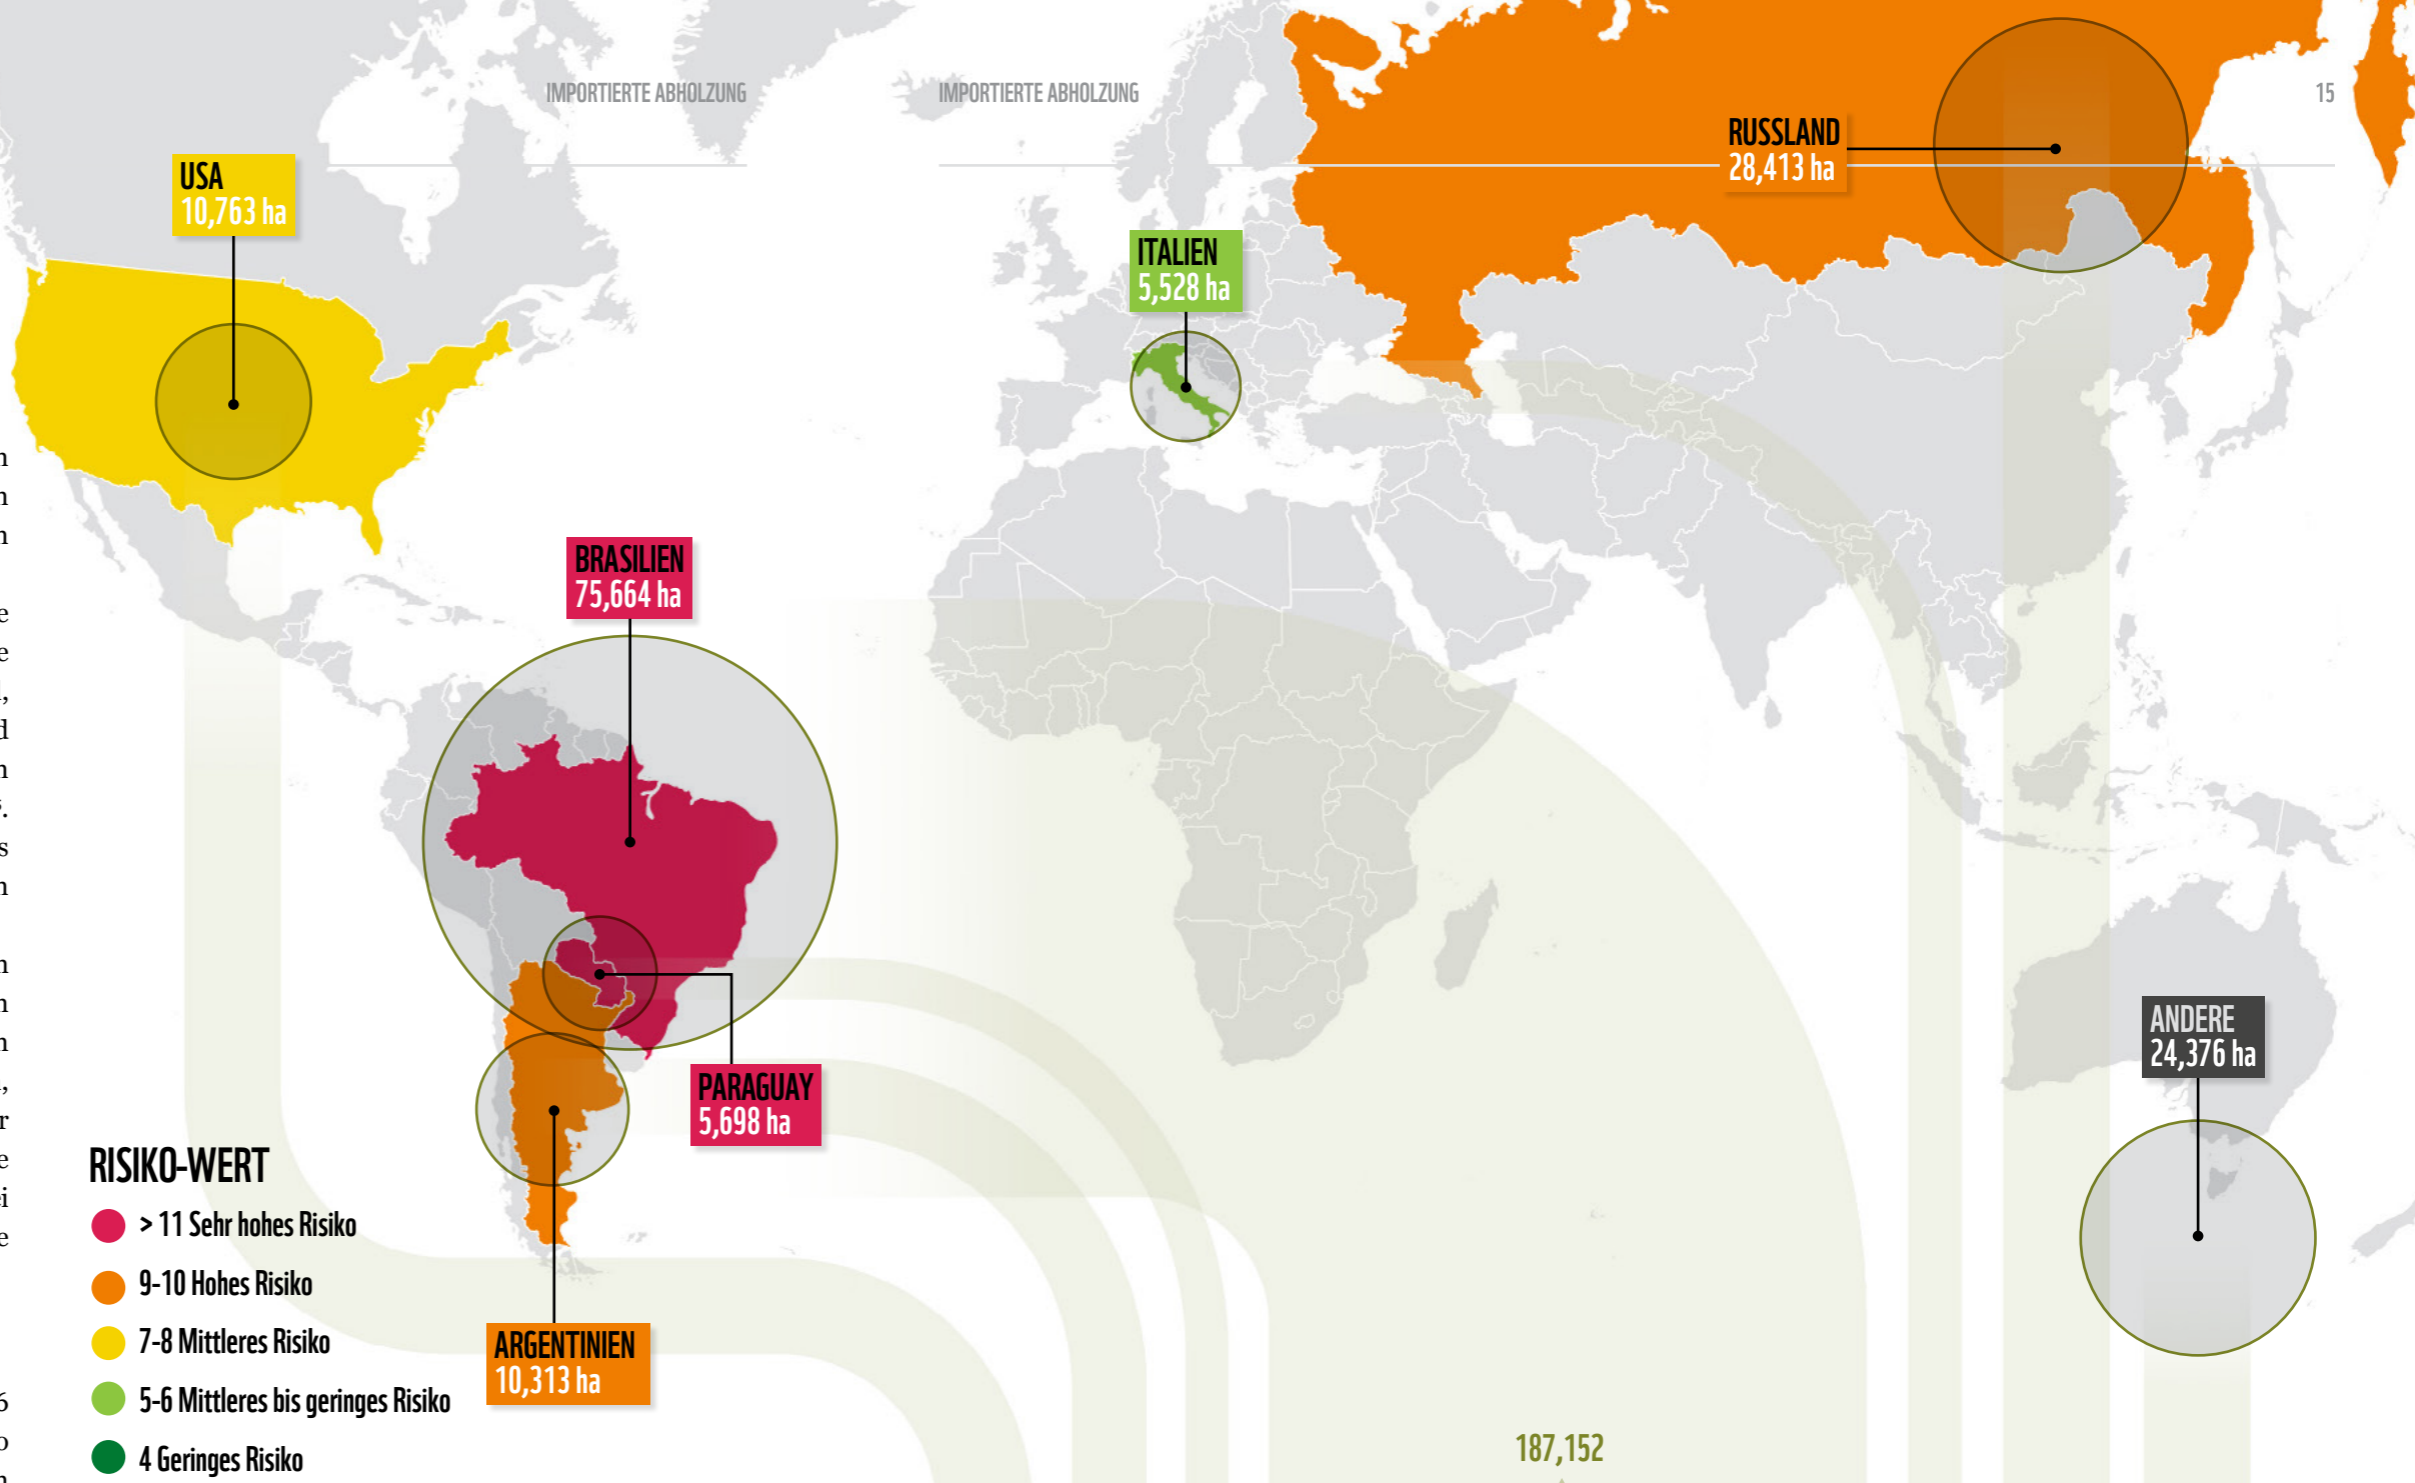 IMPORTIERTE ABHOLZUNG
IMPORTIERTE ABHOLZUNG
15
USA
10,763 ha
RUSSLAND
28,413 ha
ITALIEN
5,528 ha
BRASILIEN
75,664 ha
PARAGUAY
5,698 ha
ANDERE
24,376 ha
ARGENTINIEN
10,313 ha
RISIKO-WERT
> 11 Sehr hohes Risiko
9-10 Hohes Risiko
7-8 Mittleres Risiko
5-6 Mittleres bis geringes Risiko
4 Geringes Risiko
187,152